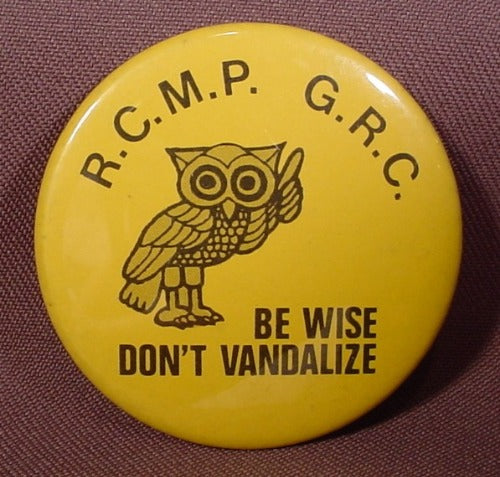 R.C.M.P. G.R.C.
BE WISE
DON'T VANDALIZE